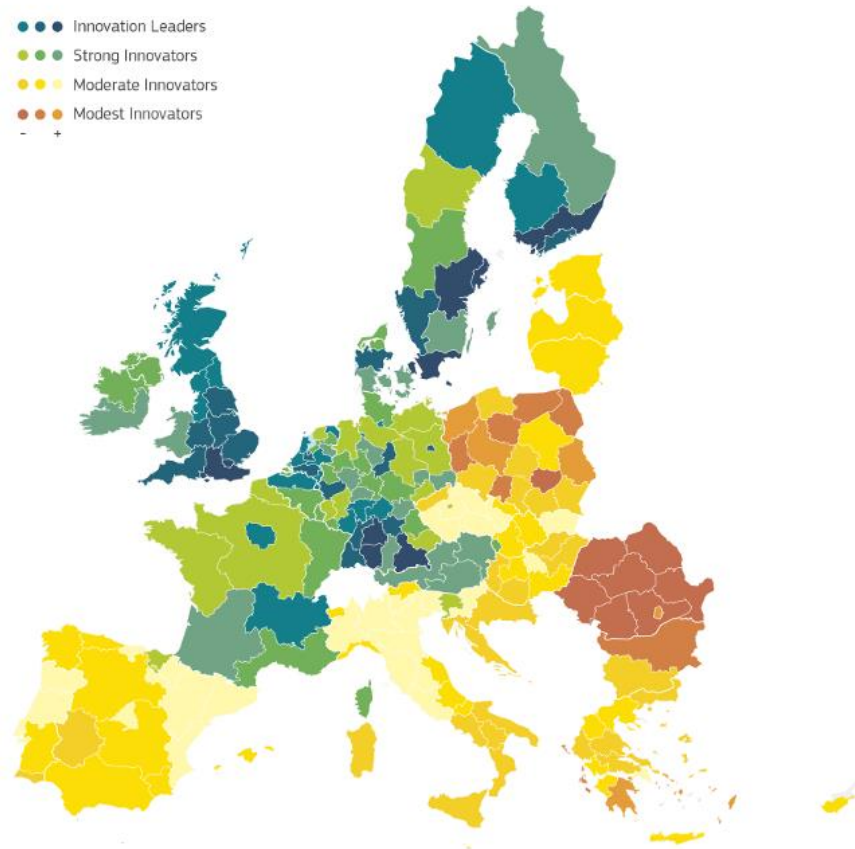 Innovation Leaders
Strong Innovators
Moderate Innovators
Modest Innovators
- +